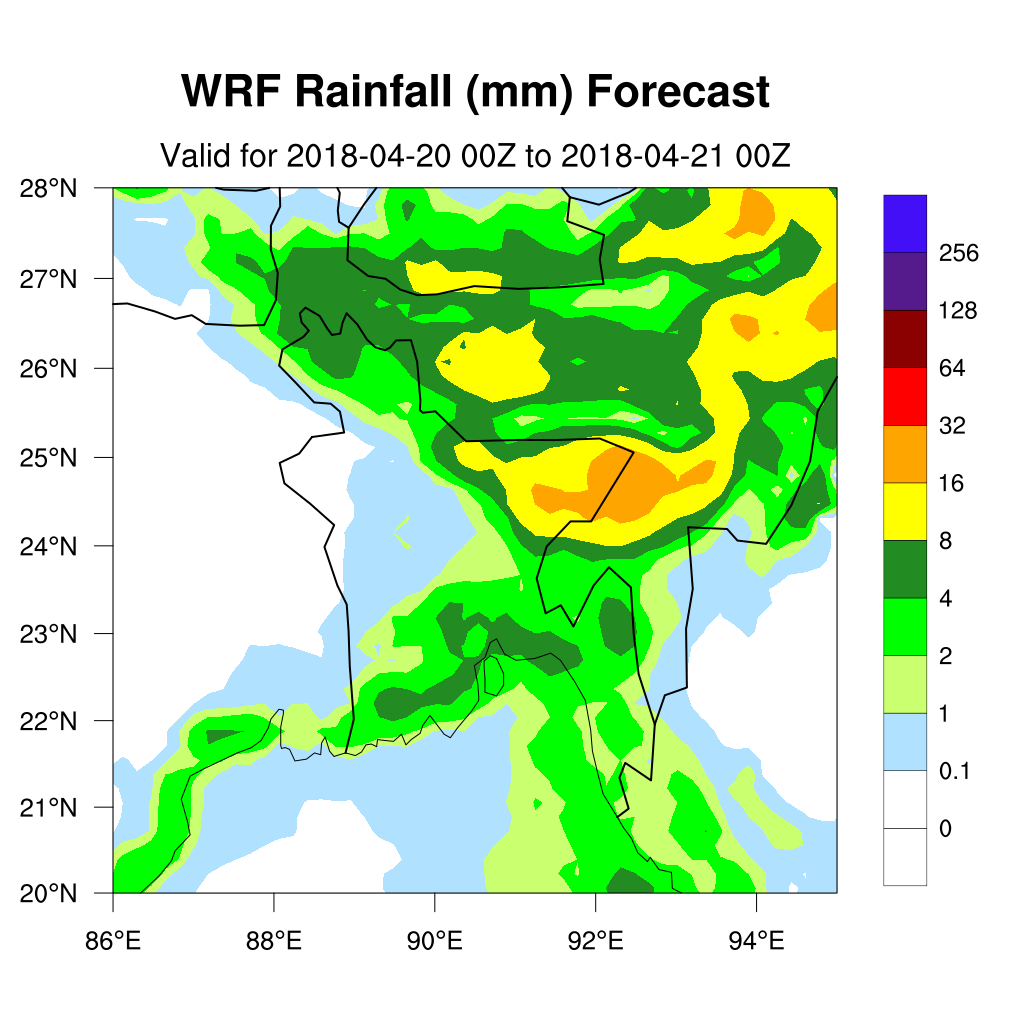 WRF Rainfall (mm) Forecast
Valid for 2018-04-20 00Z to 2018-04-21 00Z
28°N
27°N
26°N
25°N
24°N
23°N
22°N
21°N
20°N
86°E 88°E 90°E 92°E 94°E
256
128
64
32
16
8
4
2
1
0.1
0